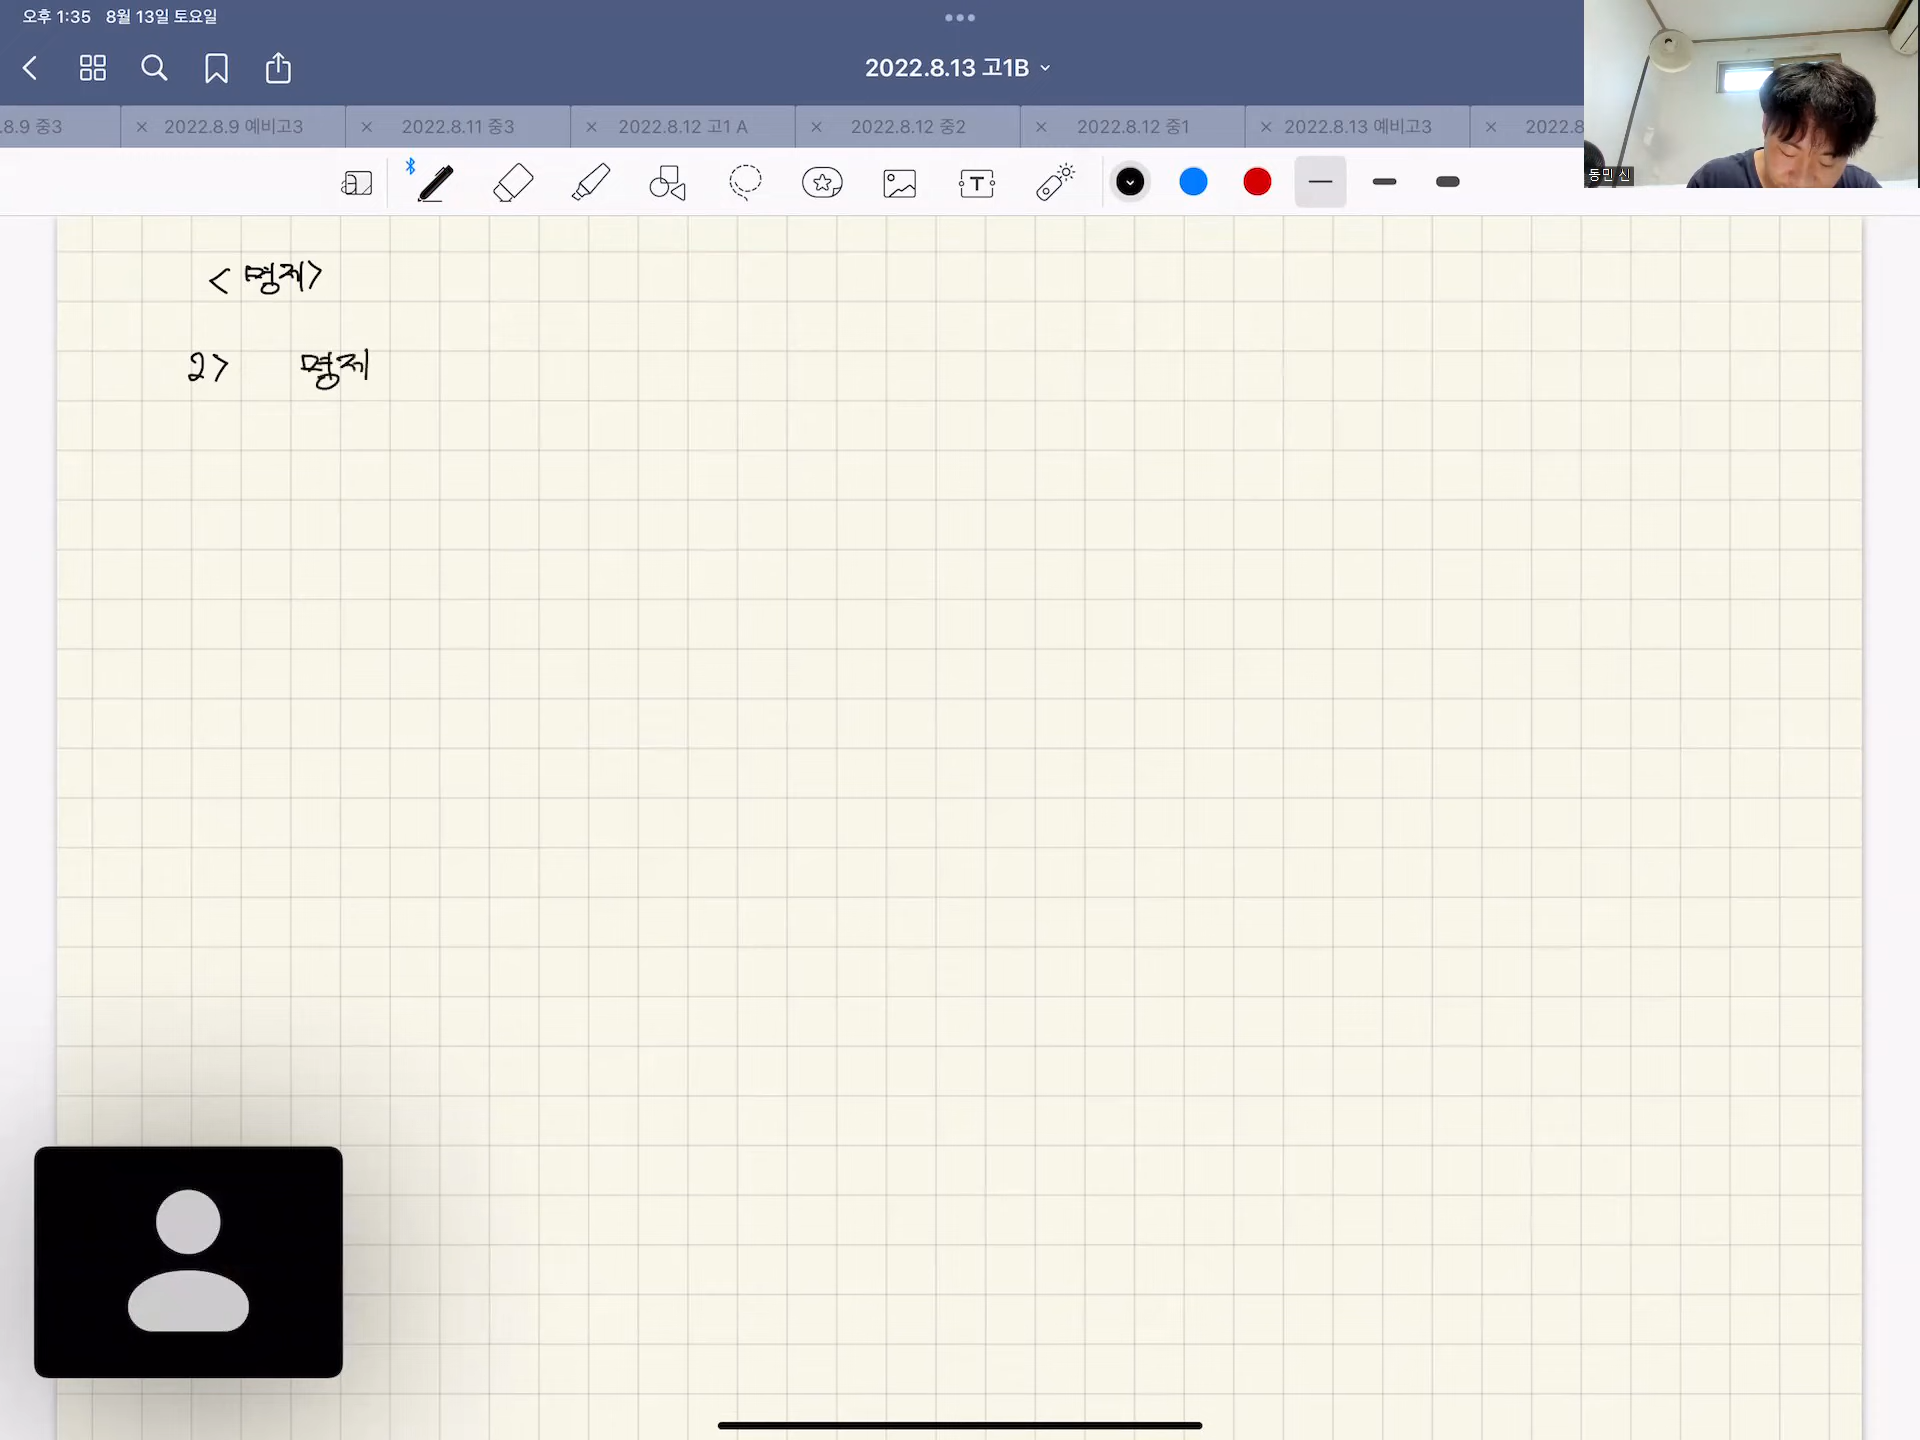 오후 1:35 8월 13일 토요일
2022.8.13 고1B
.8.9 중3 2022.8.9 예비고3 2022.8.11 중3 2022.8.12 고1 A 2022.8.12 중2 2022.8.12 중1 2022.8.13 예비고3 2022.8
동민 신
T
<명제>
2> 명제